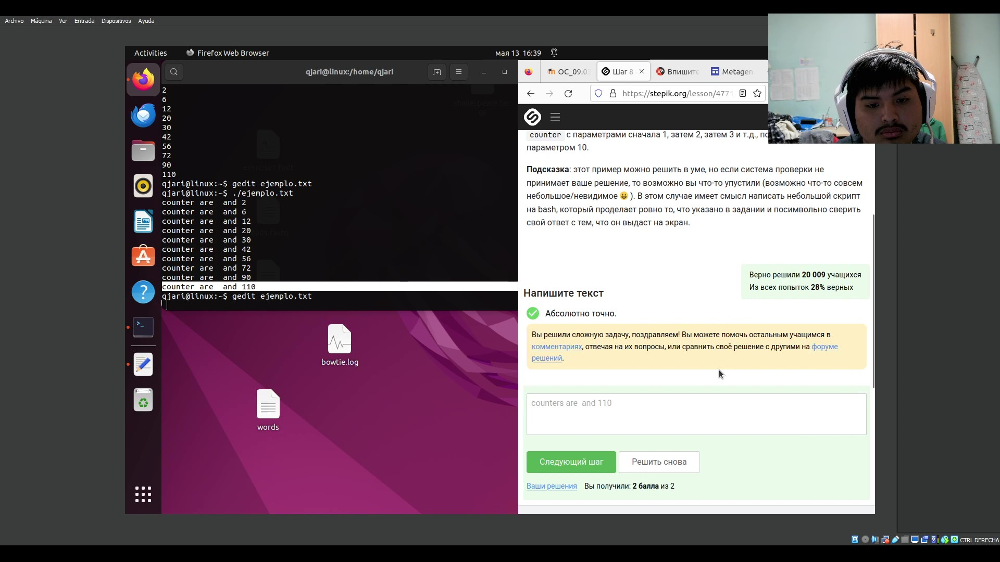 Archivo Máquina Ver Entrada Dispositivos Ayuda
Activities Firefox Web Browser мая 13 16:39
qjari@linux:/home/qjari
2
6
12
20
30
42
56
72
90
110
qjari@linux:~$ gedit ejemplo.txt
qjari@linux:~$ ./ejemplo.txt
counter are  and 2
counter are  and 6
counter are  and 12
counter are  and 20
counter are  and 30
counter are  and 42
counter are  and 56
counter are  and 72
counter are  and 90
counter are  and 110
qjari@linux:~$ gedit ejemplo.txt
bowtie.log
words
Шаг 8 Впишите
https://stepik.org/lesson/4771
counter с параметрами сначала 1, затем 2, затем 3 и т.д.,
параметром 10.
Подсказка: этот пример можно решить в уме, но если система проверки не
принимает ваше решение, то возможно вы что-то упустили (возможно что-то совсем
небольшое/невидимое 😀 ). В этом случае имеет смысл написать небольшой скрипт
на bash, который проделает ровно то, что указано в задании и посимвольно сверить
свой ответ с тем, что он выдаст на экран.
Верно решили 20 009 учащихся
Из всех попыток 28% верных
Напишите текст
Абсолютно точно.
Вы решили сложную задачу, поздравляем! Вы можете помочь остальным учащимся в
комментариях, отвечая на их вопросы, или сравнить своё решение с другими на форуме
решений.
counters are  and 110
Следующий шаг Решить снова
Ваши решения Вы получили: 2 балла из 2
CTRL DERECHA